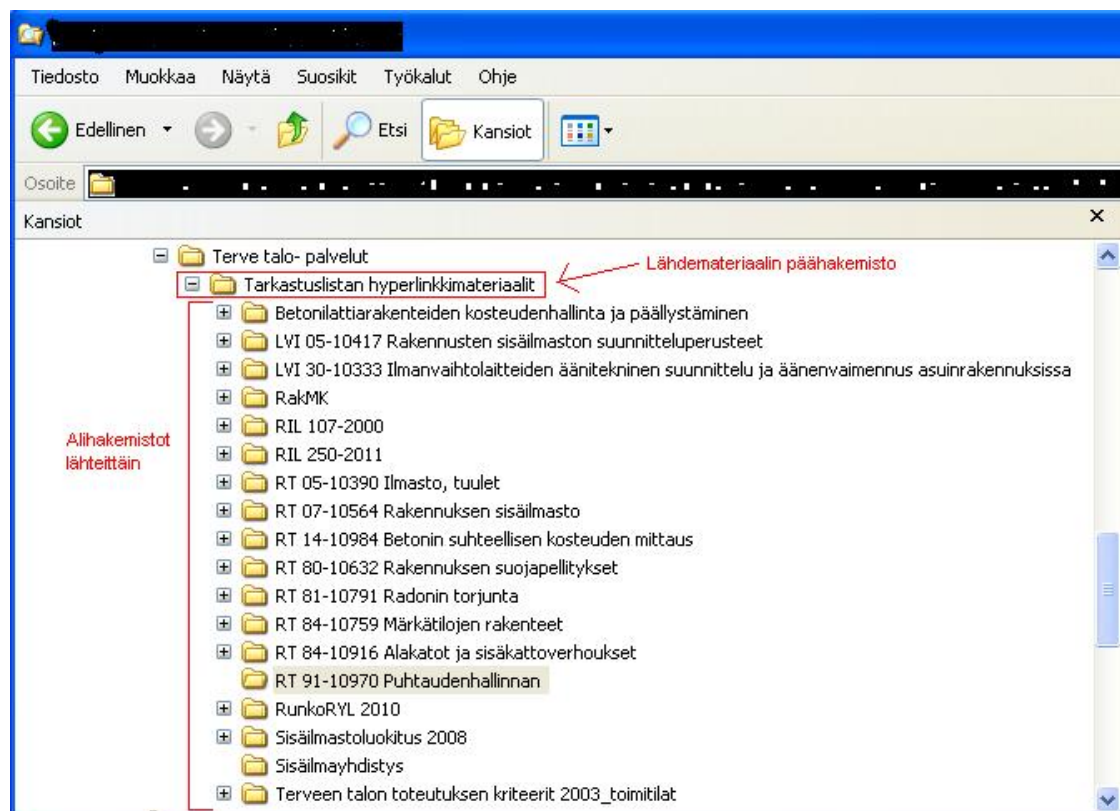 Tiedosto Muokkaa Näytä Suosikit Työkalut Ohje
Edellinen Etsi Kansiot
Osoite
Kansiot
Terve talo- palvelut
Tarkastuslistan hyperlinkkimateriaalit
Lähdemateriaalin päähakemisto
Betonilattiarakenteiden kosteudenhallinta ja päällystäminen
LVI 05-10417 Rakennusten sisäilmaston suunnitteluperusteet
LVI 30-10333 Ilmanvaihtolaitteiden äänitekninen suunnittelu ja äänenvaimennus asuinrakennuksissa
RakMK
RIL 107-2000
Alihakemistot
lähteittäin
RIL 250-2011
RT 05-10390 Ilmasto, tuulet
RT 07-10564 Rakennuksen sisäilmasto
RT 14-10984 Betonin suhteellisen kosteuden mittaus
RT 80-10632 Rakennuksen suojapellitykset
RT 81-10791 Radonin torjunta
RT 84-10759 Märkätilojen rakenteet
RT 84-10916 Alakatot ja sisäkattoverhoukset
RT 91-10970 Puhtaudenhallinnan
RunkoRYL 2010
Sisäilmastoluokitus 2008
Sisäilmayhdistys
Terveen talon toteutuksen kriteerit 2003_toimitilat